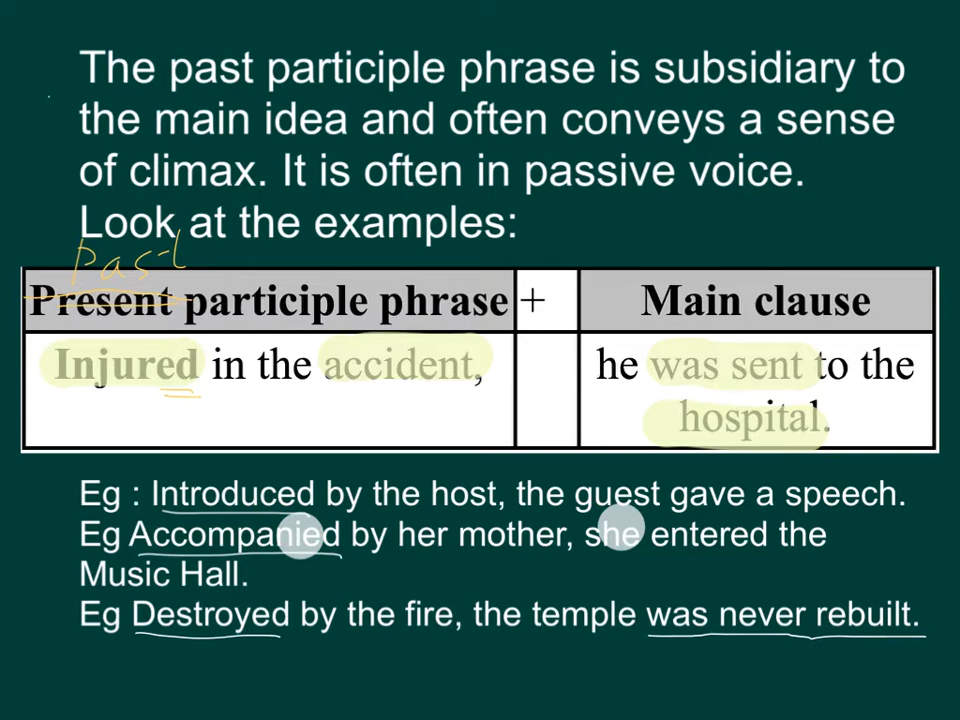 The past participle phrase is subsidiary to
the main idea and often conveys a sense
of climax. It is often in passive voice.
Look at the examples:
past
Present participle phrase + Main clause
Injured in the accident, he was sent to the
hospital.
Eg : Introduced by the host, the guest gave a speech.
Eg Accompanied by her mother, she entered the
Music Hall.
Eg Destroyed by the fire, the temple was never rebuilt.